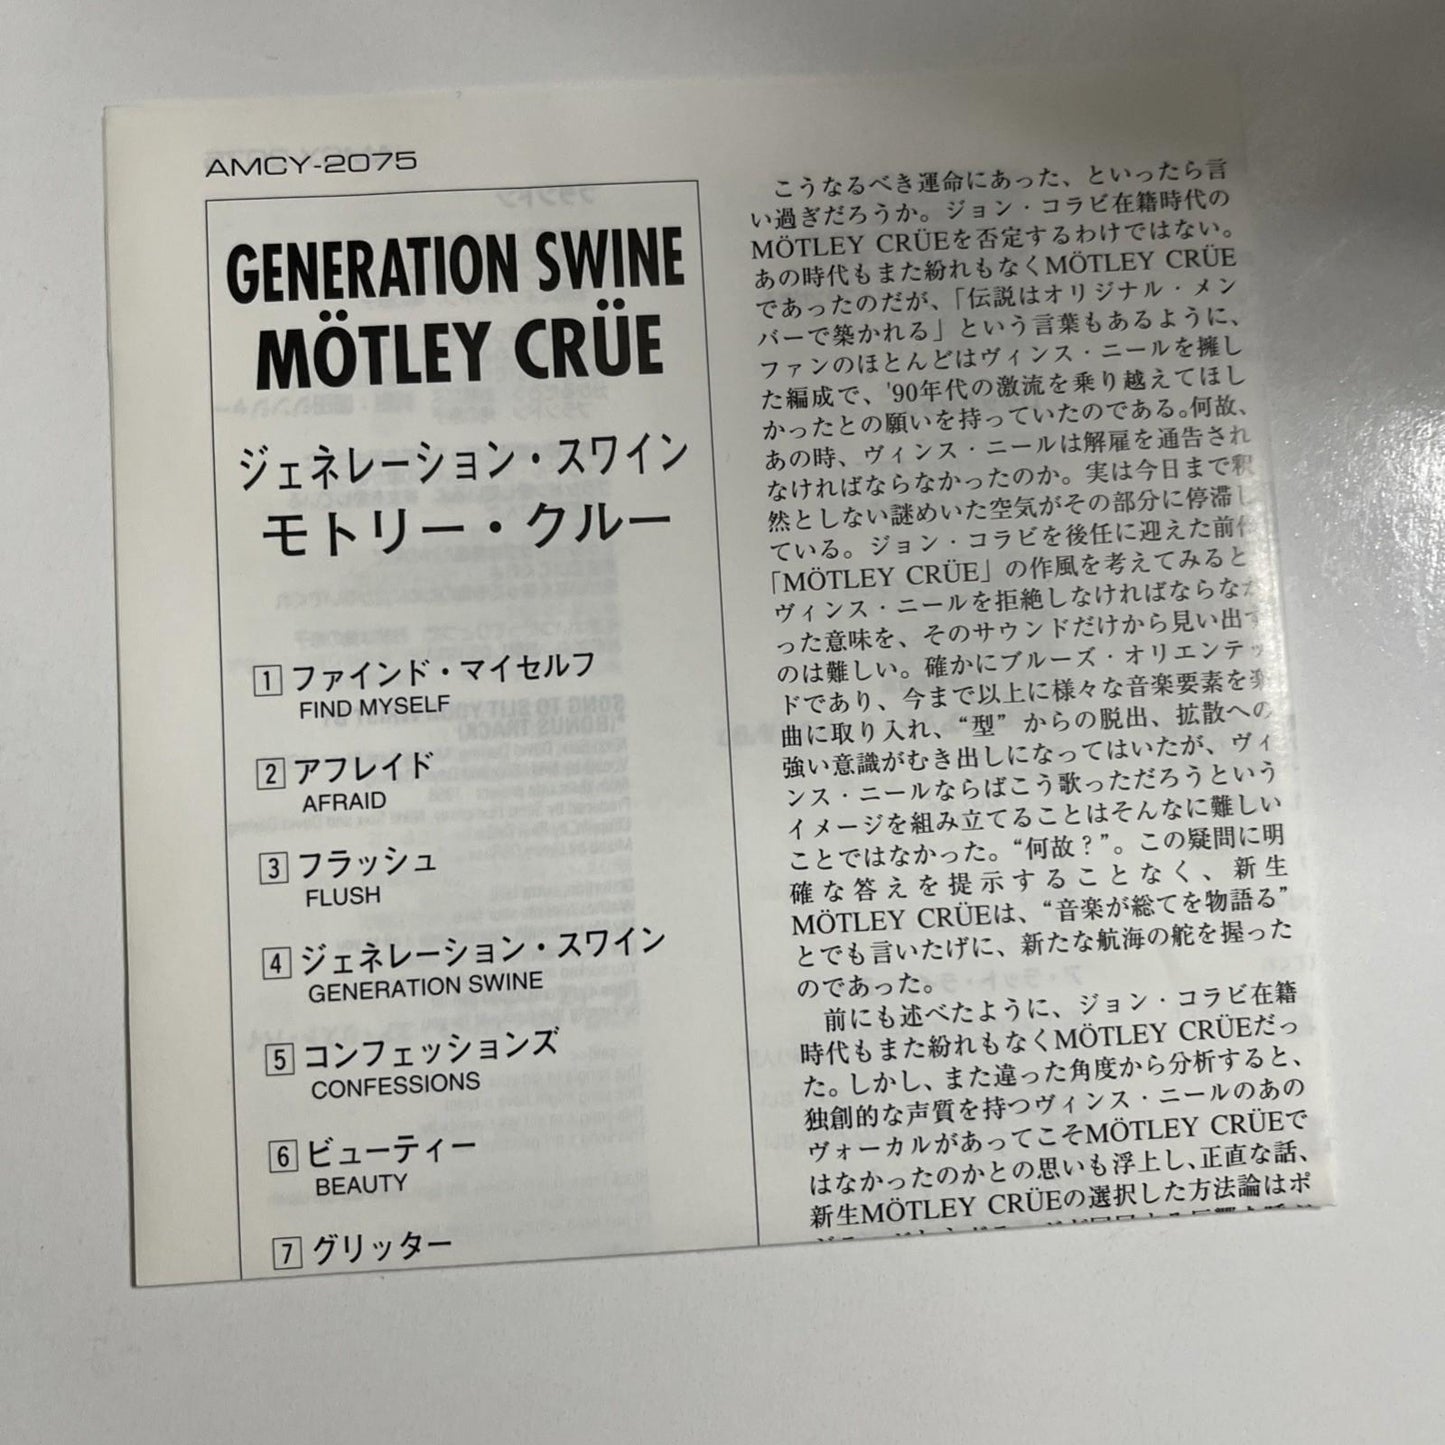 AMCY-2075
GENERATION SWINE
MÖTLEY CRÜE
ジェネレーション・スワイン
モトリー・クルー
1 ファインド・マイセルフ
FIND MYSELF
2 アフレイド
AFRAID
3 フラッシュ
FLUSH
4 ジェネレーション・スワイン
GENERATION SWINE
5 コンフェッションズ
CONFESSIONS
6 ビューティー
BEAUTY
7 グリッター
こうなるべき運命にあった、といったら言
い過ぎだろうか。ジョン・コラビ在籍時代の
MÖTLEY CRÜEを否定するわけではない。
あの時代もまた紛れもなくMÖTLEY CRÜE
であったのだが、「伝説はオリジナル・メン
バーで築かれる」という言葉もあるように、
ファンのほとんどはヴィンス・ニールを擁し
た編成で、'90年代の激流を乗り越えてほし
かったとの願いを持っていたのである。何故、
あの時、ヴィンス・ニールは解雇を通告され
なければならなかったのか。実は今日まで釈
然としない謎めいた空気がその部分に停滞し
ている。ジョン・コラビを後任に迎えた前作
「MÖTLEY CRÜE」の作風を考えてみると
ヴィンス・ニールを拒絶しなければならなか
った意味を、そのサウンドだけから見い出す
のは難しい。確かにブルーズ・オリエンテッ
ドであり、今まで以上に様々な音楽要素を楽
曲に取り入れ、“型”からの脱出、拡散への
強い意識がむき出しになってはいたが、ヴィ
ンス・ニールならばこう歌っただろうという
イメージを組み立てることはそんなに難しい
ことではなかった。“何故？”。この疑問に明
確な答えを提示することなく、新生
MÖTLEY CRÜEは、“音楽が総てを物語る”
とでも言いたげに、新たな航海の舵を握った
のであった。
前にも述べたように、ジョン・コラビ在籍
時代もまた紛れもなくMÖTLEY CRÜEだっ
た。しかし、また違った角度から分析すると、
独創的な声質を持つヴィンス・ニールのあの
ヴォーカルがあってこそMÖTLEY CRÜEで
はなかったのかとの思いも浮上し、正直な話、
新生MÖTLEY CRÜEの選択した方法論はポ